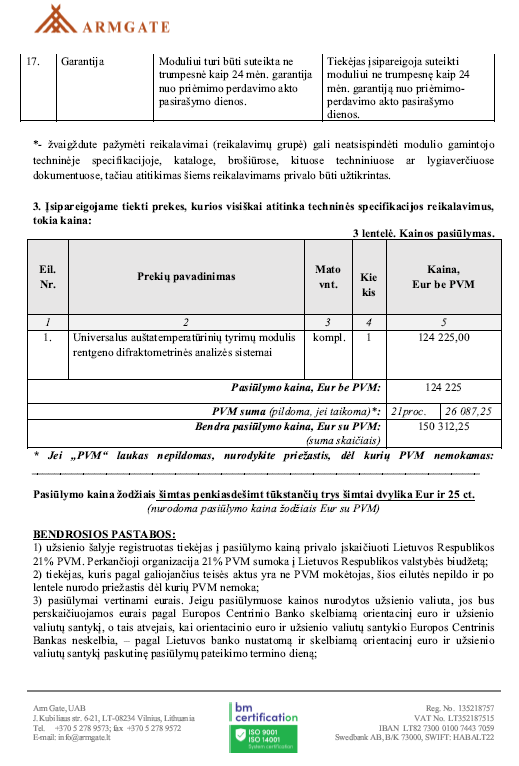 ARMGATE
17. Garantija Moduliui turi būti suteikta ne Tiekėjas įsipareigoja suteikti
trumpesnė kaip 24 mėn. garantija moduliui ne trumpesnę kaip 24
nuo priėmimo perdavimo akto mėn. garantiją nuo priėmimo-
pasirašymo dienos. perdavimo akto pasirašymo
dienos.
*- žvaigždute pažymėti reikalavimai (reikalavimų grupė) gali neatsispindėti modulio gamintojo
techninėje specifikacijoje, kataloge, brošiūrose, kituose techniniuose ar lygiaverčiuose
dokumentuose, tačiau atitikimas šiems reikalavimams privalo būti užtikrintas.
3. Įsipareigojame tiekti prekes, kurios visiškai atitinka techninės specifikacijos reikalavimus,
tokia kaina:
3 lentelė. Kainos pasiūlymas.
Eil. Nr. Prekių pavadinimas Mato vnt. Kie kis Kaina, Eur be PVM
1 2 3 4 5
1. Universalus auštatemperatūrinių tyrimų modulis kompl. 1 124 225,00
rentgeno difraktometrinės analizės sistemai
Pasiūlymo kaina, Eur be PVM: 124 225
PVM suma (pildoma, jei taikoma)*: 21proc. 26 087,25
Bendra pasiūlymo kaina, Eur su PVM: 150 312,25
(suma skaičiais)
* Jei „PVM“ laukas nepildomas, nurodykite priežastis, dėl kurių PVM nemokamas:
Pasiūlymo kaina žodžiais šimtas penkiasdešimt tūkstančių trys šimtai dvylika Eur ir 25 ct.
(nurodoma pasiūlymo kaina žodžiais Eur su PVM)
BENDROSIOS PASTABOS:
1) užsienio šalyje registruotas tiekėjas į pasiūlymo kainą privalo įskaičiuoti Lietuvos Respublikos
21% PVM. Perkančioji organizacija 21% PVM sumoka į Lietuvos Respublikos valstybės biudžetą;
2) tiekėjas, kuris pagal galiojančius teisės aktus yra ne PVM mokėtojas, šios eilutės nepildo ir po
lentele nurodo priežastis dėl kurių PVM nemoka;
3) pasiūlymai vertinami eurais. Jeigu pasiūlymuose kainos nurodytos užsienio valiuta, jos bus
perskaičiuojamos eurais pagal Europos Centrinio Banko skelbiamą orientacinį euro ir užsienio
valiutų santykį, o tais atvejais, kai orientacinio euro ir užsienio valiutų santykio Europos Centrinis
Bankas neskelbia, – pagal Lietuvos banko nustatomą ir skelbiamą orientacinį euro ir užsienio
valiutų santykį paskutinę pasiūlymų pateikimo termino dieną;
Arm Gate, UAB
J.Kubiliaus str. 6-21, LT-08234 Vilnius, Lithuania
Tel. +370 5 278 9573; fax +370 5 278 9572
E-mail: info@armgate.lt
bm
certification
ISO 9001
ISO 14001
System certification
Reg. No. 135218757
VAT No. LT352187515
IBAN LT82 7300 0100 7443 7059
Swedbank AB, B/K 73000, SWIFT: HABALT22